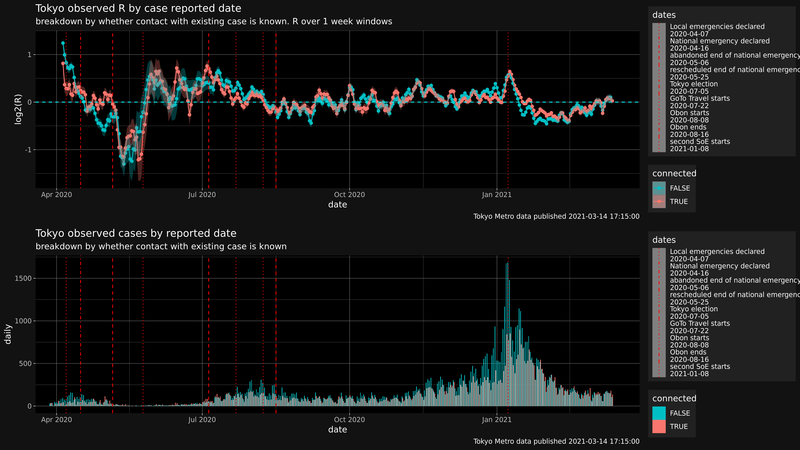 Tokyo observed R by case reported date
breakdown by whether contact with existing case is known. R over 1 week windows
log2(R)
1
0
-1
Apr 2020
Jul 2020
Oct 2020
Jan 2021
date
Tokyo Metro data published 2021-03-14 17:15:00
dates
Local emergencies declared
2020-04-07
National emergency declared
2020-04-16
abandoned end of national emergency
2020-05-06
rescheduled end of national emergenc
2020-05-25
Tokyo election
2020-07-05
GoTo Travel starts
2020-07-22
Obon starts
2020-08-08
Obon ends
2020-08-16
second SoE starts
2021-01-08
connected
FALSE
TRUE
Tokyo observed cases by reported date
breakdown by whether contact with existing case is known
daily
1500
1000
500
0
Apr 2020
Jul 2020
Oct 2020
Jan 2021
date
Tokyo Metro data published 2021-03-14 17:15:00
dates
Local emergencies declared
2020-04-07
National emergency declared
2020-04-16
abandoned end of national emergency
2020-05-06
rescheduled end of national emergenc
2020-05-25
Tokyo election
2020-07-05
GoTo Travel starts
2020-07-22
Obon starts
2020-08-08
Obon ends
2020-08-16
second SoE starts
2021-01-08
connected
FALSE
TRUE